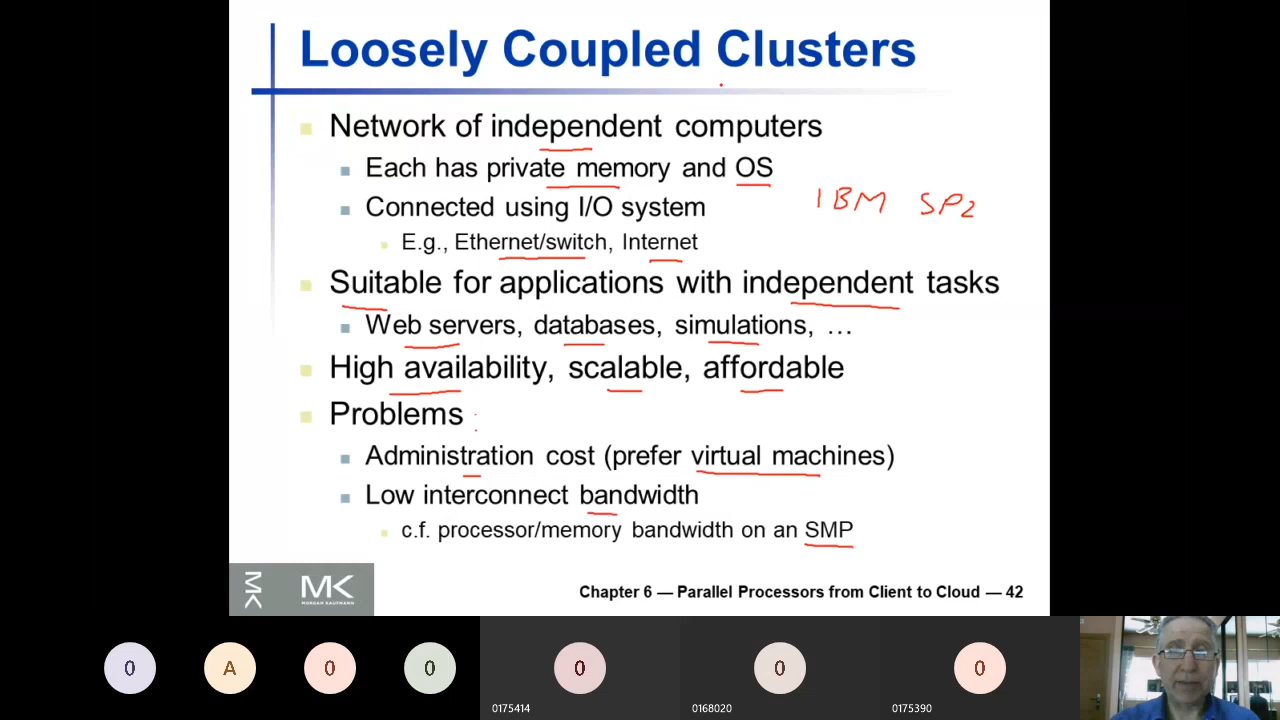 Loosely Coupled Clusters
Network of independent computers
Each has private memory and OS
Connected using I/O system
IBM SP2
E.g., Ethernet/switch, Internet
Suitable for applications with independent tasks
Web servers, databases, simulations, …
High availability, scalable, affordable
Problems
Administration cost (prefer virtual machines)
Low interconnect bandwidth
c.f. processor/memory bandwidth on an SMP
MK
MK
MORGAN KAUFMANN
Chapter 6 — Parallel Processors from Client to Cloud — 42
0 A 0 0 0 0 0
0175414 0168020 0175390